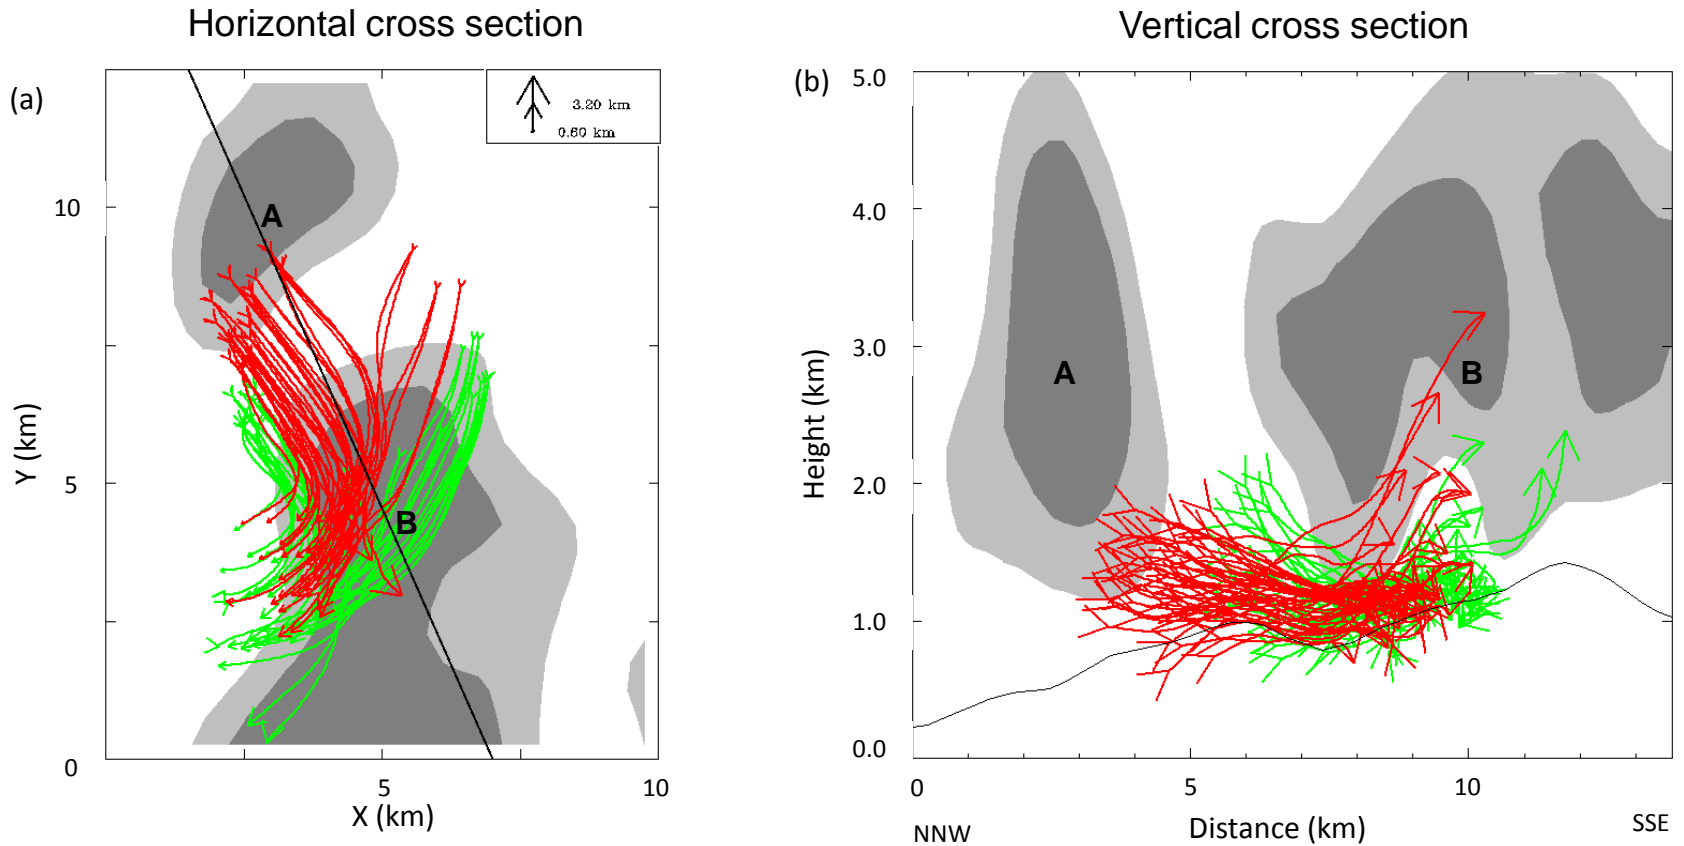 Horizontal cross section
(a)
3.20 km
0.60 km
A
B
10
5
0
5
10
Y (km)
X (km)
Vertical cross section
(b)
5.0
4.0
3.0
2.0
1.0
0.0
A
B
Height (km)
0
5
10
NNW
Distance (km)
SSE